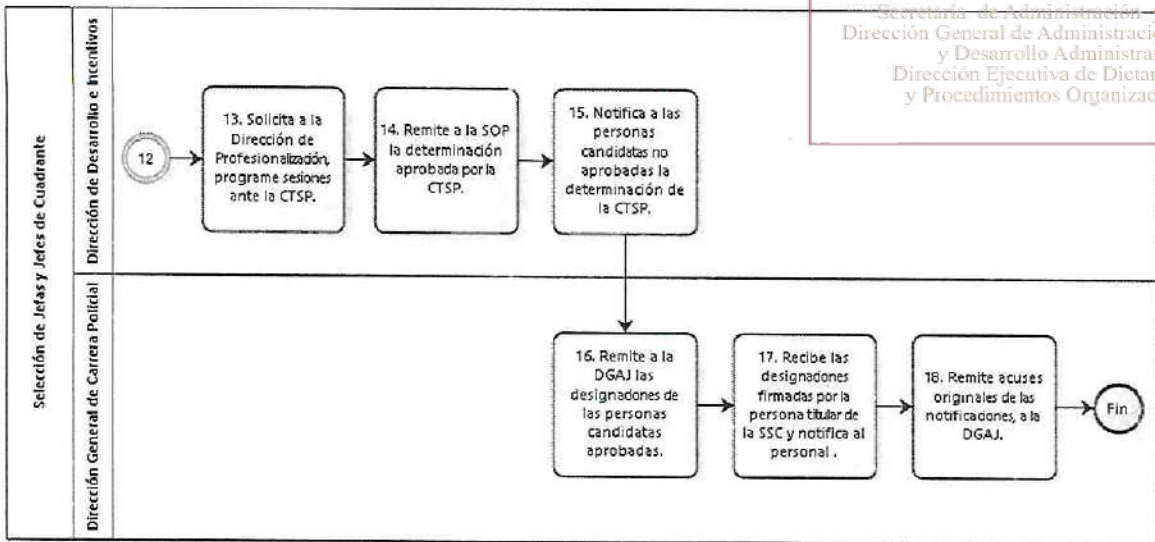 Secretaría de Administración
Dirección General de Administració
y Desarrollo Administrat
Dirección Ejecutiva de Dictam
y Procedimientos Organizac
Selección de Jefas y Jefes de Cuadrante
Dirección de Desarrollo e Incentivos
12
13. Solicita a la
Dirección de
Profesionalización,
programe sesiones
ante la CTSP.
14. Remite a la SOP
la determinación
aprobada por la
CTSP.
15. Notifica a las
personas
candidatas no
aprobadas la
determinación de
la CTSP.
Dirección General de Carrera Policial
16. Remite a la
DGAJ las
designaciones de
las personas
candidatas
aprobadas.
17. Recibe las
designaciones
firmadas por la
persona titular de
la SSC y notifica al
personal .
18. Remite acuses
originales de las
notificaciones, a la
DGAJ.
Fin